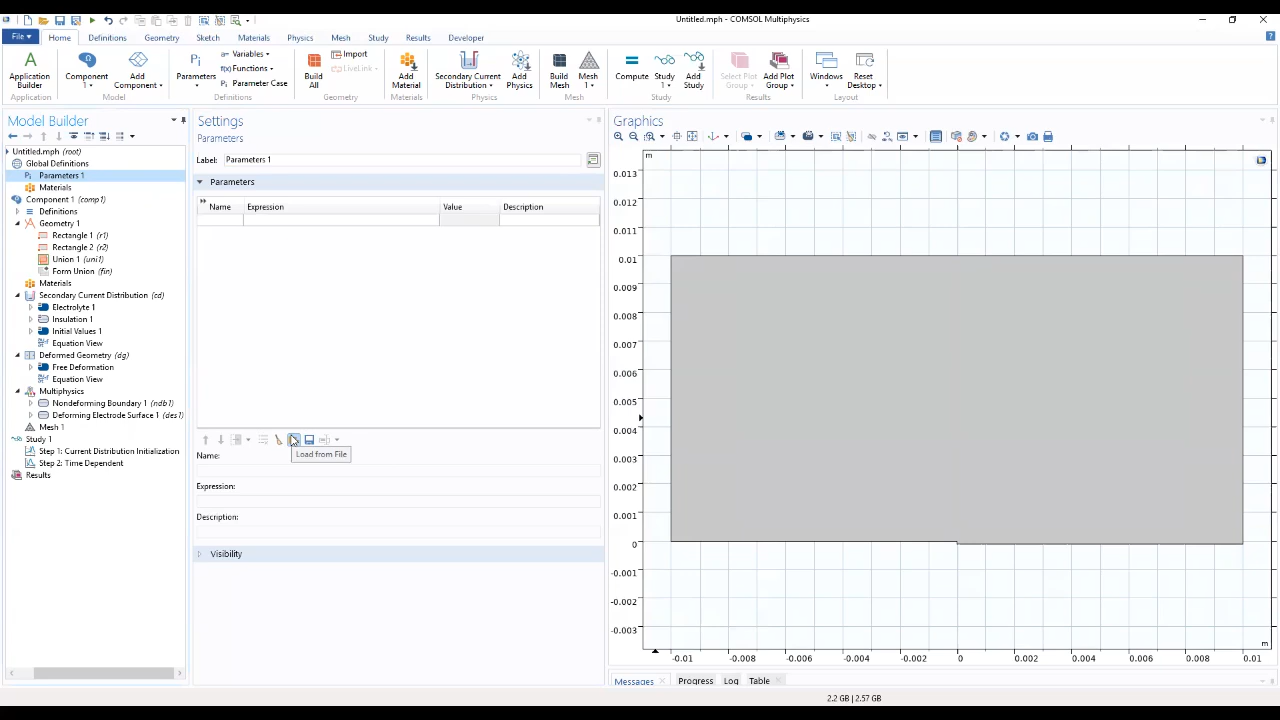 Untitled.mph - COMSOL Multiphysics
File
Home
Definitions
Geometry
Sketch
Materials
Physics
Mesh
Study
Results
Developer
Application Builder
Component 1
Add Component
Parameters
Variables
Functions
Parameter Case
Build All
Import
LiveLink
Add Material
Secondary Current Distribution
Add Physics
Build Mesh
Mesh 1
Compute
Study 1
Add Study
Select Plot Group
Add Plot Group
Windows
Reset Desktop
Application
Model
Definitions
Geometry
Materials
Physics
Mesh
Study
Results
Layout
Model Builder
Untitled.mph (root)
Global Definitions
Parameters 1
Materials
Component 1 (comp1)
Definitions
Geometry 1
Rectangle 1 (r1)
Rectangle 2 (r2)
Union 1 (uni1)
Form Union (fin)
Materials
Secondary Current Distribution (cd)
Electrolyte 1
Insulation 1
Initial Values 1
Equation View
Deformed Geometry (dg)
Free Deformation
Equation View
Multiphysics
Nondeforming Boundary 1 (ndb1)
Deforming Electrode Surface 1 (des1)
Mesh 1
Study 1
Step 1: Current Distribution Initialization
Step 2: Time Dependent
Results
Settings
Parameters
Label: Parameters 1
Parameters
Name Expression Value Description
Load from File
Name:
Expression:
Description:
Visibility
Graphics
m
0.013
0.012
0.011
0.01
0.009
0.008
0.007
0.006
0.005
0.004
0.003
0.002
0.001
0
-0.001
-0.002
-0.003
m
-0.01 -0.008 -0.006 -0.004 -0.002 0 0.002 0.004 0.006 0.008 0.01
Messages Progress Log Table
2.2 GB | 2.57 GB